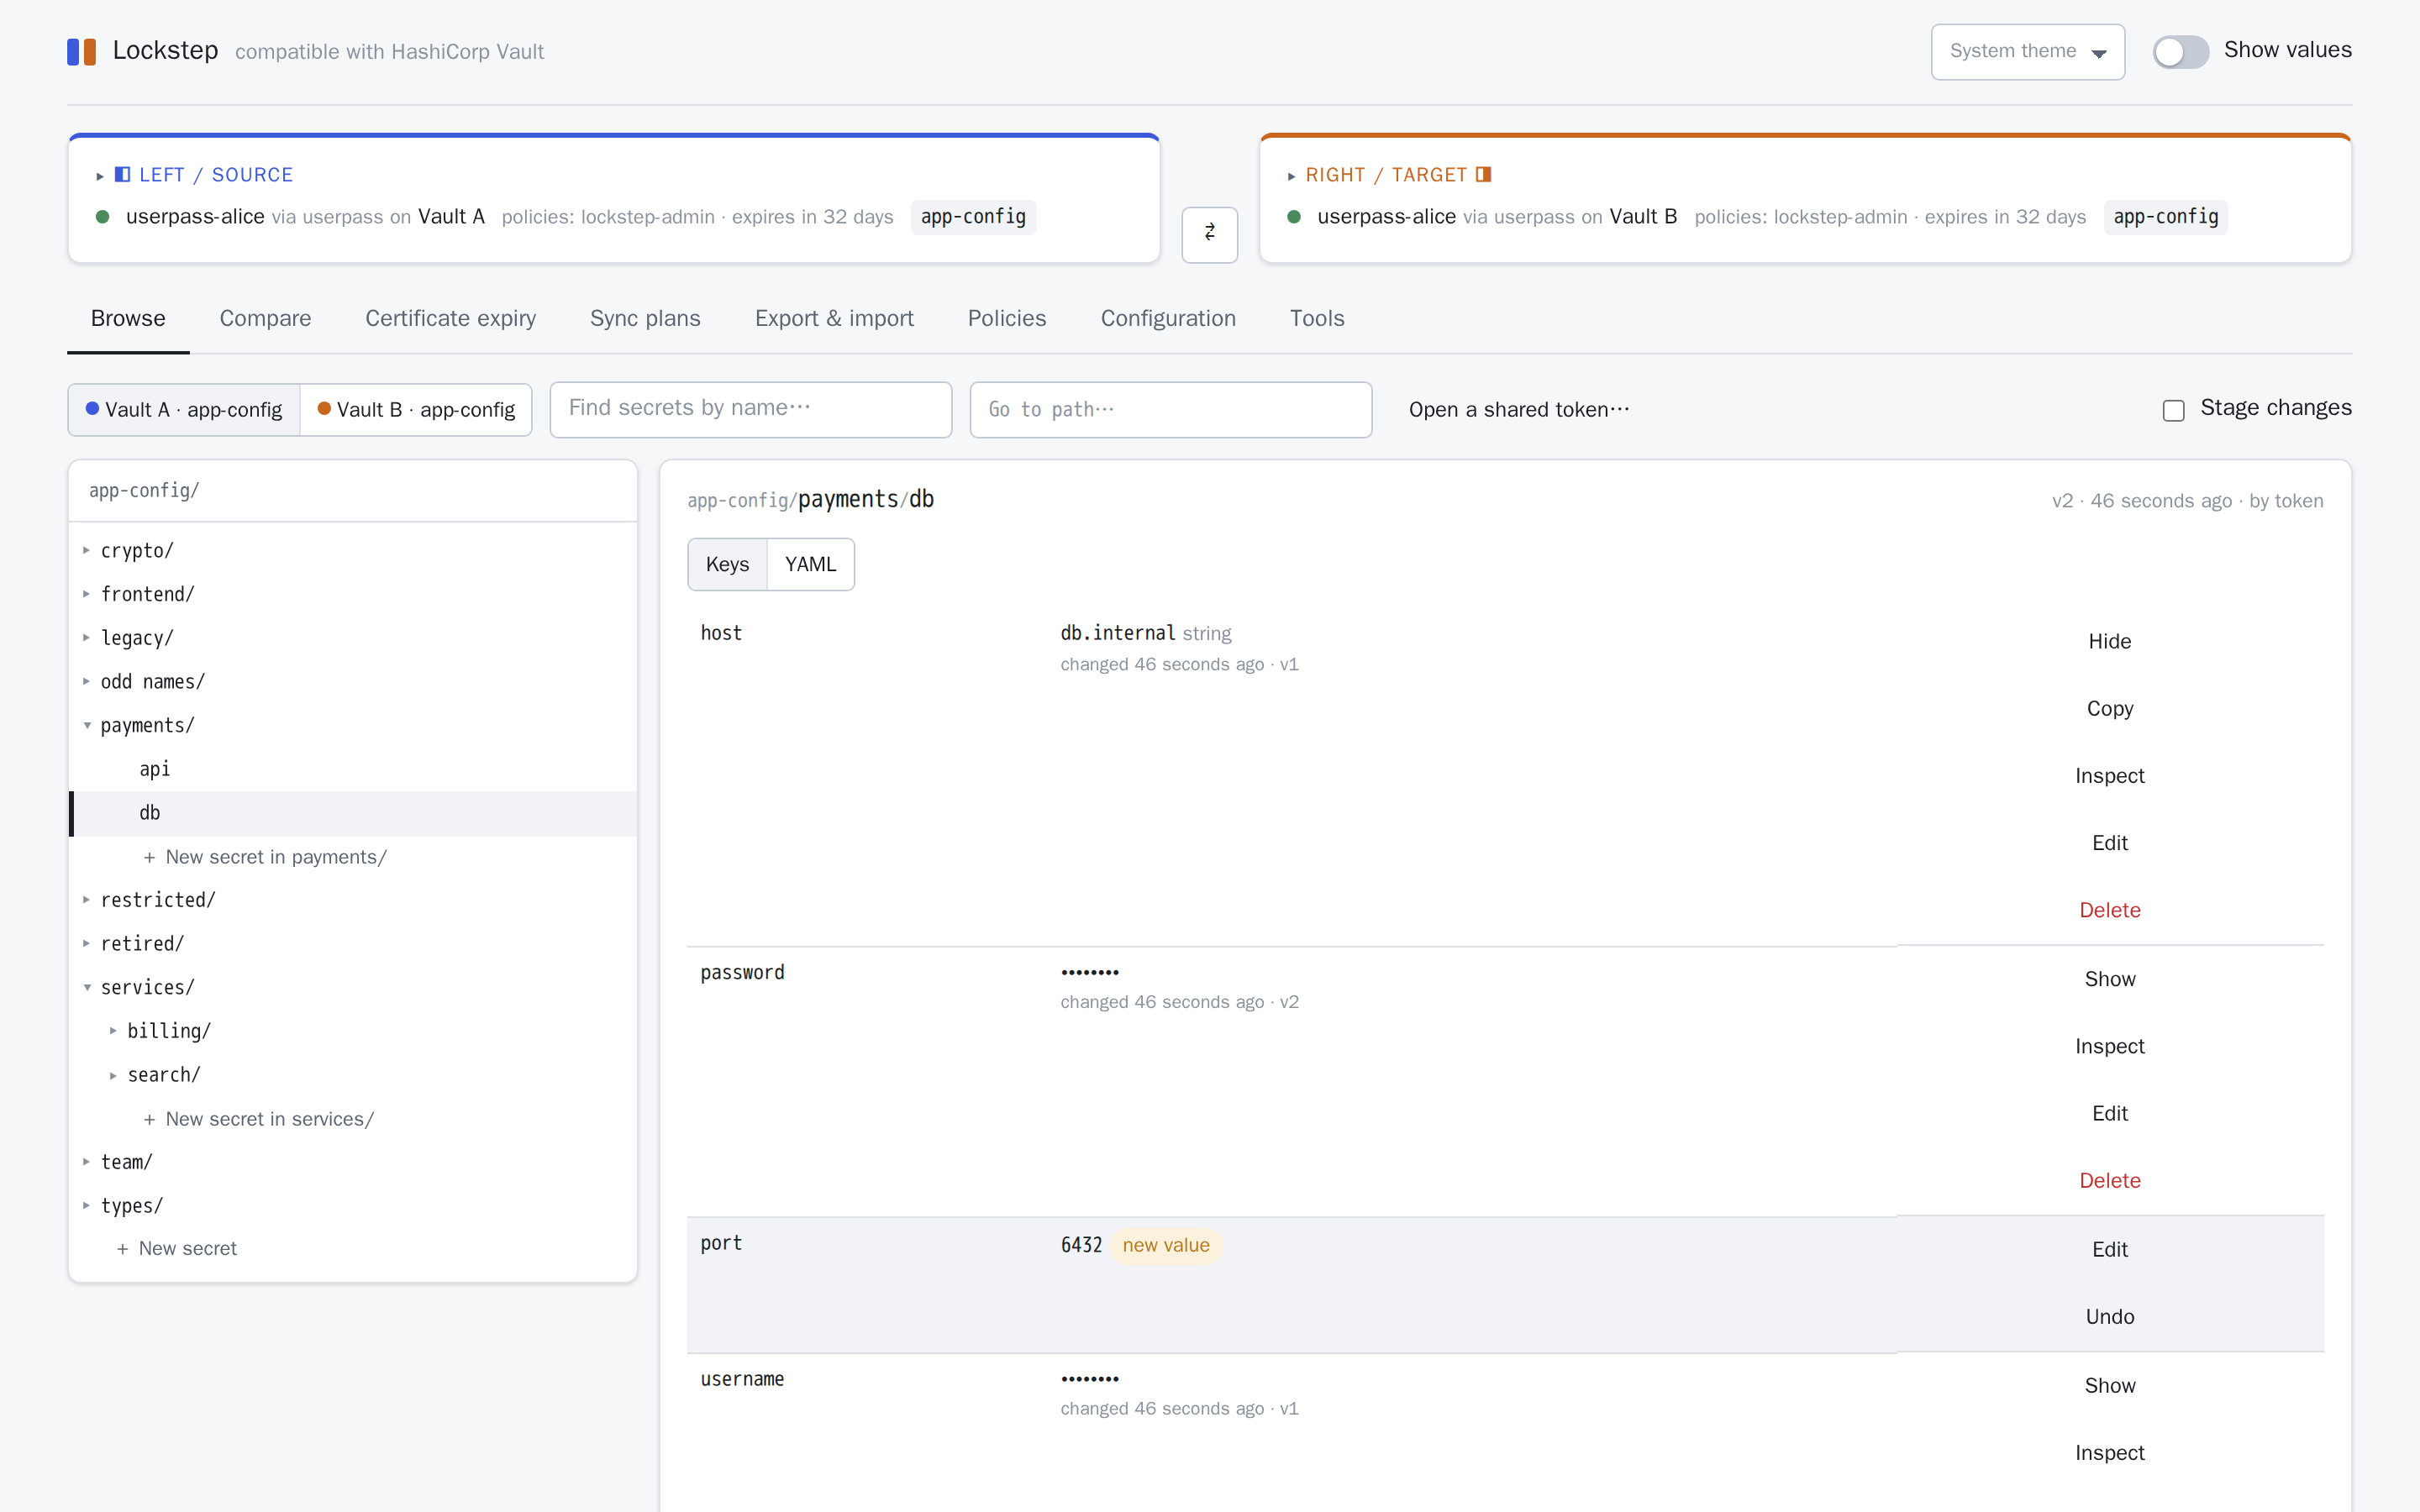 Lockstep compatible with HashiCorp Vault
System theme
Show values
LEFT / SOURCE
userpass-alice via userpass on Vault A policies: lockstep-admin · expires in 32 days app-config
RIGHT / TARGET
userpass-alice via userpass on Vault B policies: lockstep-admin · expires in 32 days app-config
Browse Compare Certificate expiry Sync plans Export & import Policies Configuration Tools
Vault A · app-config Vault B · app-config Find secrets by name… Go to path… Open a shared token… Stage changes
app-config/
crypto/
frontend/
legacy/
odd names/
payments/
api
db
+ New secret in payments/
restricted/
retired/
services/
billing/
search/
+ New secret in services/
team/
types/
+ New secret
app-config/payments/db
v2 · 46 seconds ago · by token
Keys YAML
host db.internal string
changed 46 seconds ago · v1
Hide
Copy
Inspect
Edit
Delete
password ••••••••
changed 46 seconds ago · v2
Show
Inspect
Edit
Delete
port 6432 new value
Edit
Undo
username ••••••••
changed 46 seconds ago · v1
Show
Inspect